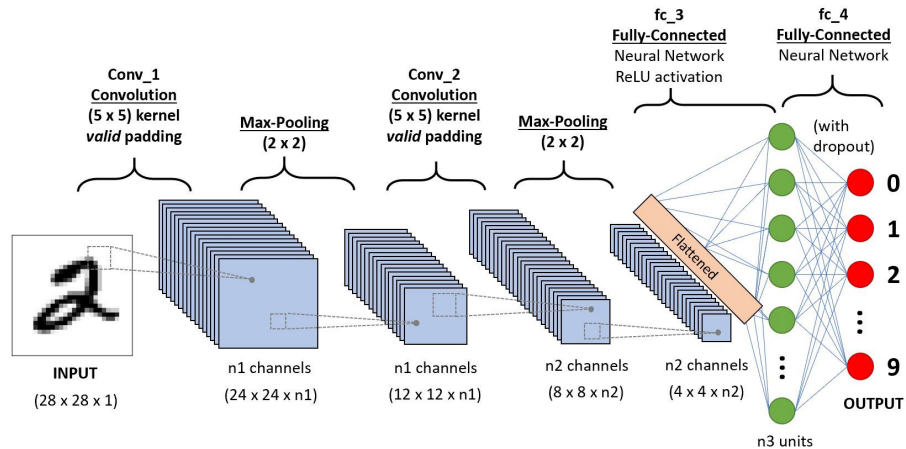 fc_3
Fully-Connected
Neural Network
ReLU activation
fc_4
Fully-Connected
Neural Network
Conv_1
Convolution
(5 x 5) kernel
valid padding
Max-Pooling
(2 x 2)
Conv_2
Convolution
(5 x 5) kernel
valid padding
Max-Pooling
(2 x 2)
(with
dropout)
Flattened
0
1
2
9
2
INPUT
(28 x 28 x 1)
n1 channels
(24 x 24 x n1)
n1 channels
(12 x 12 x n1)
n2 channels
(8 x 8 x n2)
n2 channels
(4 x 4 x n2)
OUTPUT
n3 units